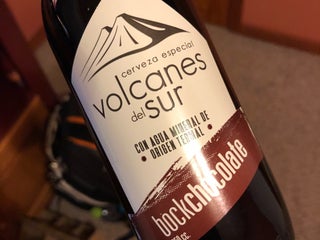 cerveza especial
volcanes
del sur
CON AGUA MINERAL DE
• ORIGEN TERMAL •
bockchocolate